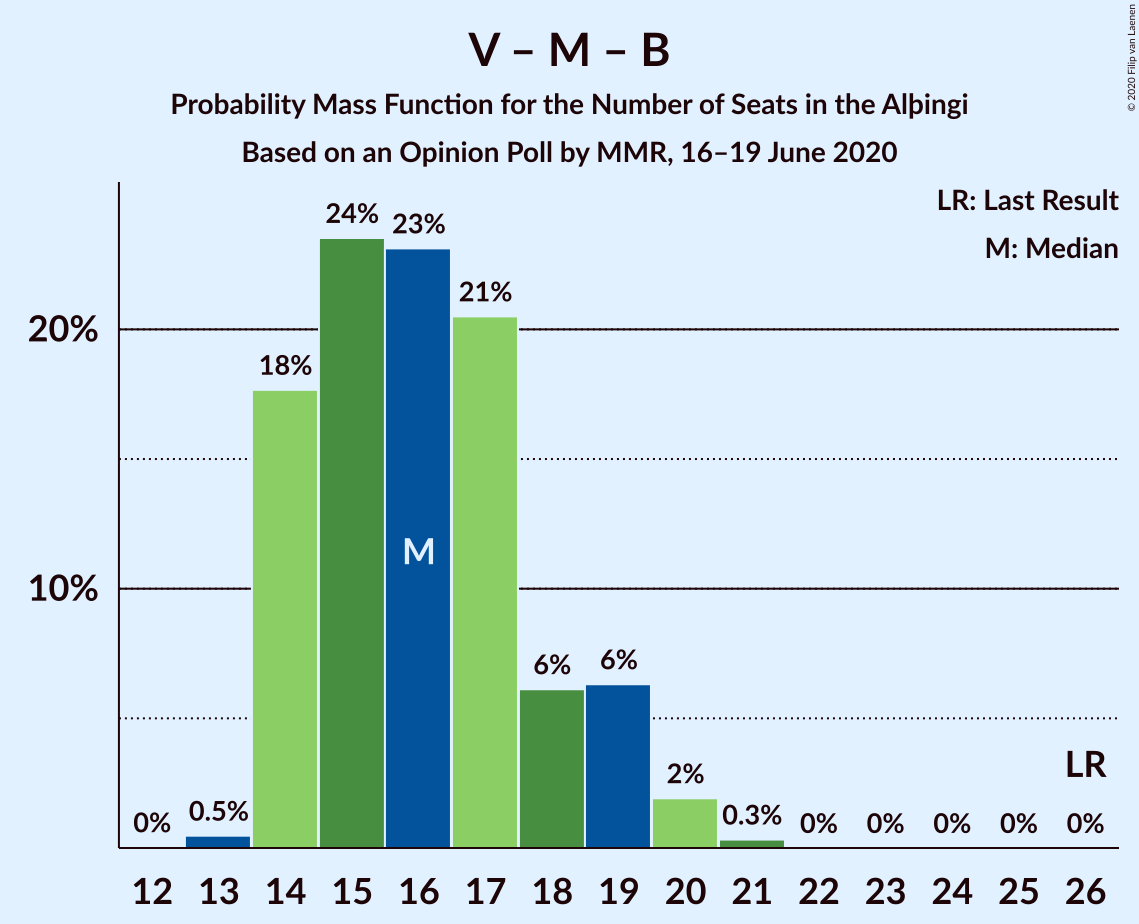 V – M – B
Probability Mass Function for the Number of Seats in the Alþingi
Based on an Opinion Poll by MMR, 16–19 June 2020
© 2020 Filip van Laenen
LR: Last Result
M: Median
20%
10%
0%
0.5%
18%
24%
23%
21%
6%
6%
2%
0.3%
0%
0%
0%
0%
0%
M
LR
12 13 14 15 16 17 18 19 20 21 22 23 24 25 26